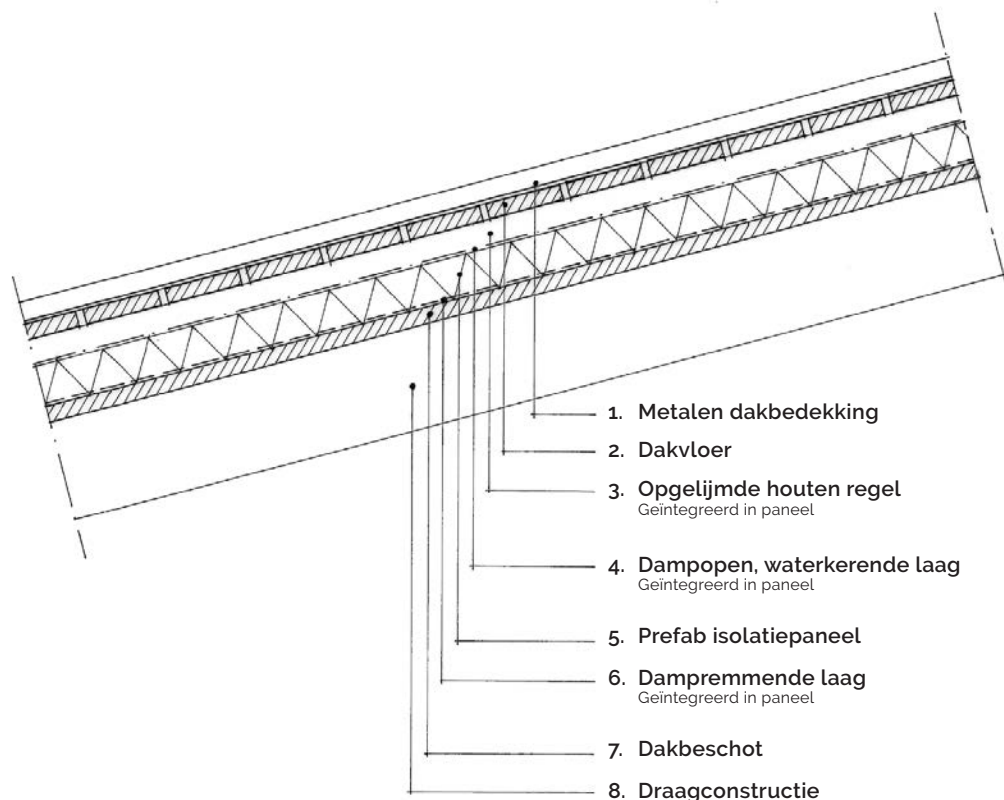 1. Metalen dakbedekking
2. Dakvloer
3. Opgelijmde houten regel
Geïntegreerd in paneel
4. Dampopen, waterkerende laag
Geïntegreerd in paneel
5. Prefab isolatiepaneel
6. Dampremmende laag
Geïntegreerd in paneel
7. Dakbeschot
8. Draagconstructie